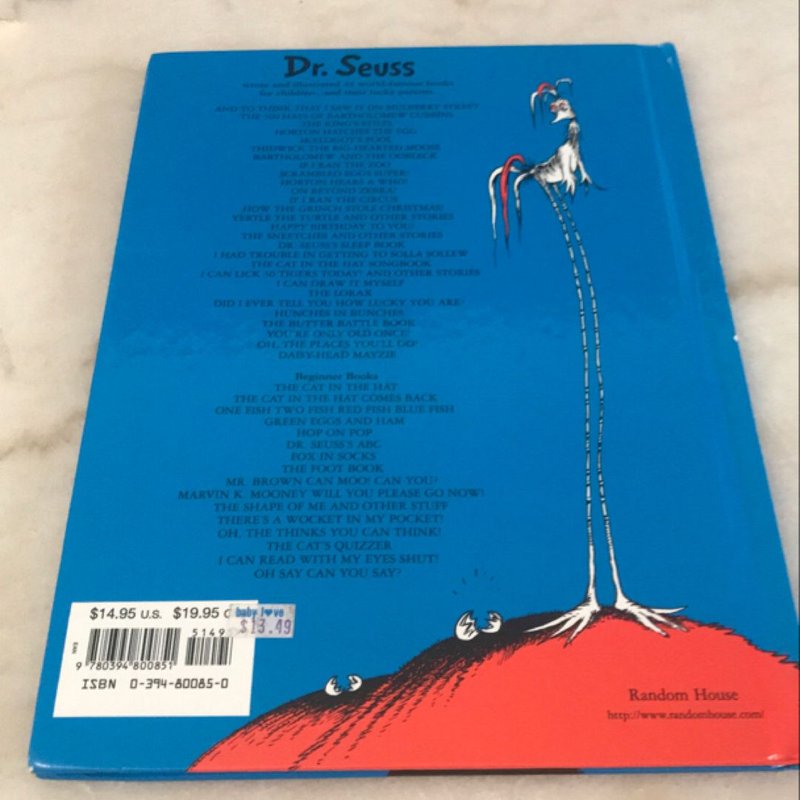 Dr. Seuss
wrote and illustrated 45 world-famous books
for children—and their lucky parents
AND TO THINK THAT I SAW IT ON MULBERRY STREET
THE 500 HATS OF BARTHOLOMEW CUBBINS
THE KING'S STILTS
HORTON HATCHES THE EGG
McELLIGOT'S POOL
THIDWICK THE BIG-HEARTED MOOSE
BARTHOLOMEW AND THE OOBLECK
IF I RAN THE ZOO
SCRAMBLED EGGS SUPER!
HORTON HEARS A WHO!
ON BEYOND ZEBRA!
IF I RAN THE CIRCUS
HOW THE GRINCH STOLE CHRISTMAS!
YERTLE THE TURTLE AND OTHER STORIES
HAPPY BIRTHDAY TO YOU!
THE SNEETCHES AND OTHER STORIES
DR. SEUSS'S SLEEP BOOK
I HAD TROUBLE IN GETTING TO SOLLA SOLLEW
THE CAT IN THE HAT SONGBOOK
I CAN LICK 30 TIGERS TODAY! AND OTHER STORIES
I CAN DRAW IT MYSELF
THE LORAX
DID I EVER TELL YOU HOW LUCKY YOU ARE?
HUNCHES IN BUNCHES
THE BUTTER BATTLE BOOK
YOU'RE ONLY OLD ONCE!
OH, THE PLACES YOU'LL GO!
DAISY-HEAD MAYZIE
Beginner Books
THE CAT IN THE HAT
THE CAT IN THE HAT COMES BACK
ONE FISH TWO FISH RED FISH BLUE FISH
GREEN EGGS AND HAM
HOP ON POP
DR. SEUSS'S ABC
FOX IN SOCKS
THE FOOT BOOK
MR. BROWN CAN MOO! CAN YOU?
MARVIN K. MOONEY WILL YOU PLEASE GO NOW!
THE SHAPE OF ME AND OTHER STUFF
THERE'S A WOCKET IN MY POCKET!
OH, THE THINKS YOU CAN THINK!
THE CAT'S QUIZZER
I CAN READ WITH MY EYES SHUT!
OH SAY CAN YOU SAY?
$14.95 U.S. $19.95 C
baby love
$13.49
5149
EAN
9 780394 800851
ISBN 0-394-80085-0
Random House
http://www.randomhouse.com/